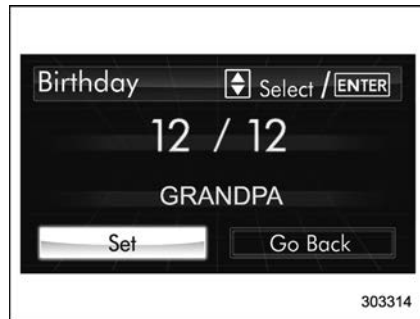 Birthday Select / ENTER
12 / 12
GRANDPA
Set Go Back
303314